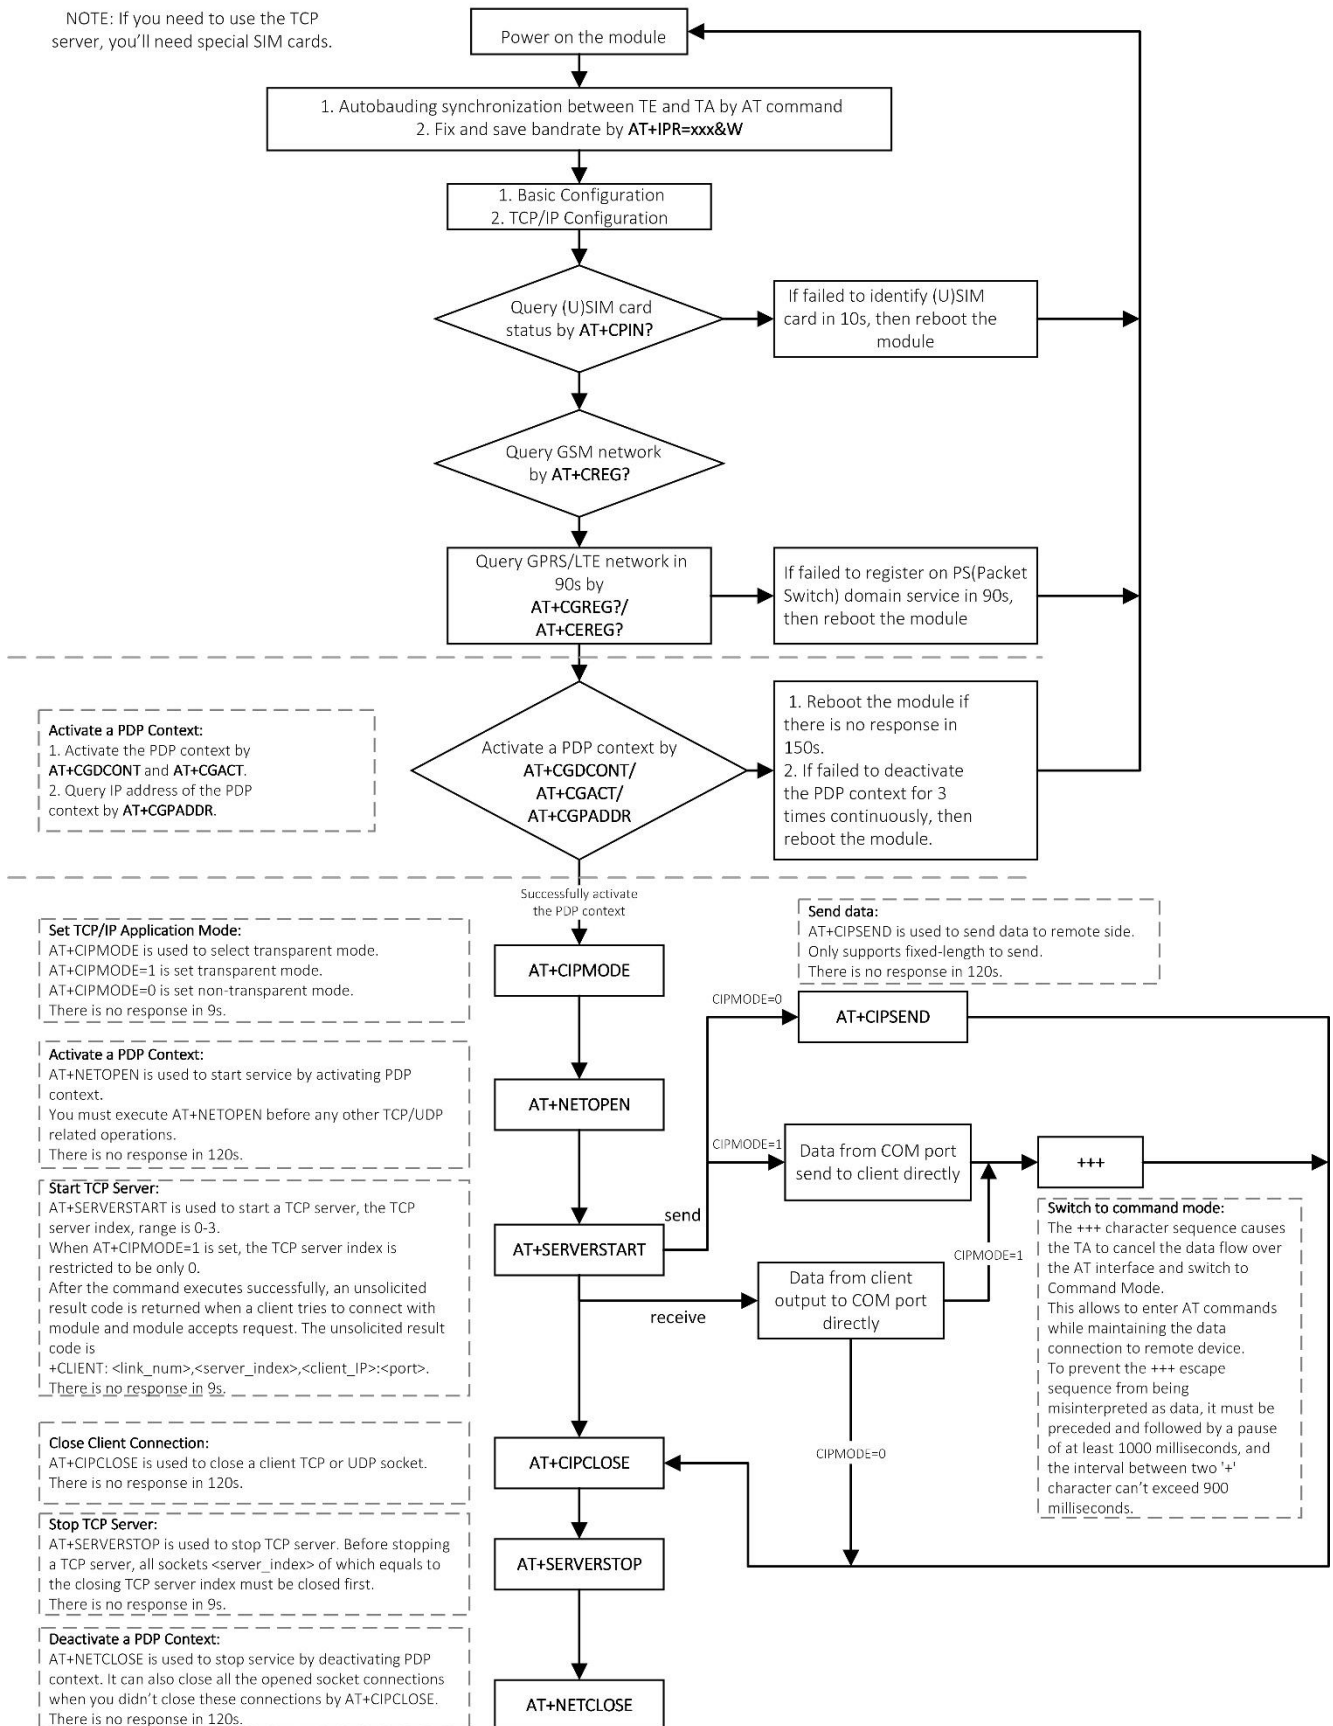 NOTE: If you need to use the TCP
server, you'll need special SIM cards.
Power on the module
1. Autobauding synchronization between TE and TA by AT command
2. Fix and save bandrate by AT+IPR=xxx&W
1. Basic Configuration
2. TCP/IP Configuration
Query (U)SIM card
status by AT+CPIN?
If failed to identify (U)SIM
card in 10s, then reboot the
module
Query GSM network
by AT+CREG?
Query GPRS/LTE network in
90s by
AT+CGREG?/
AT+CEREG?
If failed to register on PS(Packet
Switch) domain service in 90s,
then reboot the module
Activate a PDP Context:
1. Activate the PDP context by
AT+CGDCONT and AT+CGACT.
2. Query IP address of the PDP
context by AT+CGPADDR.
Activate a PDP context by
AT+CGDCONT/
AT+CGACT/
AT+CGPADDR
1. Reboot the module if
there is no response in
150s.
2. If failed to deactivate
the PDP context for 3
times continuously, then
reboot the module.
Successfully activate
the PDP context
Set TCP/IP Application Mode:
AT+CIPMODE is used to select transparent mode.
AT+CIPMODE=1 is set transparent mode.
AT+CIPMODE=0 is set non-transparent mode.
There is no response in 9s.
AT+CIPMODE
Send data:
AT+CIPSEND is used to send data to remote side.
Only supports fixed-length to send.
There is no response in 120s.
CIPMODE=0
AT+CIPSEND
Activate a PDP Context:
AT+NETOPEN is used to start service by activating PDP
context.
You must execute AT+NETOPEN before any other TCP/UDP
related operations.
There is no response in 120s.
AT+NETOPEN
CIPMODE=1
Data from COM port
send to client directly
+++
Start TCP Server:
AT+SERVERSTART is used to start a TCP server, the TCP
server index, range is 0-3.
When AT+CIPMODE=1 is set, the TCP server index is
restricted to be only 0.
After the command executes successfully, an unsolicited
result code is returned when a client tries to connect with
module and module accepts request. The unsolicited result
code is
+CLIENT: <link_num>,<server_index>,<client_IP>:<port>.
There is no response in 9s.
AT+SERVERSTART
send
receive
Data from client
output to COM port
directly
CIPMODE=1
CIPMODE=0
Switch to command mode:
The +++ character sequence causes
the TA to cancel the data flow over
the AT interface and switch to
Command Mode.
This allows to enter AT commands
while maintaining the data
connection to remote device.
To prevent the +++ escape
sequence from being
misinterpreted as data, it must be
preceded and followed by a pause
of at least 1000 milliseconds, and
the interval between two '+'
character can't exceed 900
milliseconds.
Close Client Connection:
AT+CIPCLOSE is used to close a client TCP or UDP socket.
There is no response in 120s.
AT+CIPCLOSE
Stop TCP Server:
AT+SERVERSTOP is used to stop TCP server. Before stopping
a TCP server, all sockets <server_index> of which equals to
the closing TCP server index must be closed first.
There is no response in 9s.
AT+SERVERSTOP
Deactivate a PDP Context:
AT+NETCLOSE is used to stop service by deactivating PDP
context. It can also close all the opened socket connections
when you didn't close these connections by AT+CIPCLOSE.
There is no response in 120s.
AT+NETCLOSE